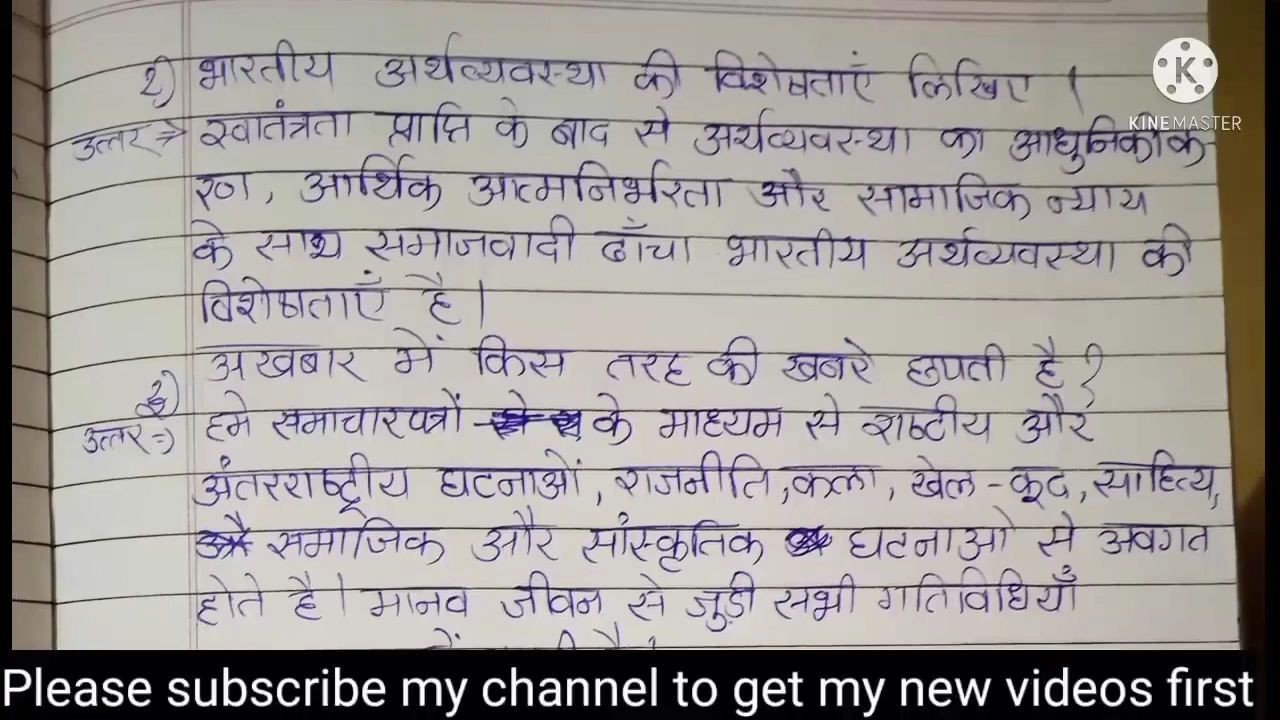 १) भारतीय अर्थव्यवस्था की विशेषताएं लिखिए ।
उत्तर ⇒ स्वातंत्रता प्राप्ति के बाद से अर्थव्यवस्था का आधुनिकीक-
रण, आर्थिक आत्मनिर्भरता और सामाजिक न्याय
के साथ समाजवादी ढाँचा भारतीय अर्थव्यवस्था की
विशेषताएँ है।
२) अखबार में किस तरह की खबरे छपती है?
उत्तर ⇒ हमे समाचारपत्रों के माध्यम से राष्टीय और
अंतरराष्ट्रीय घटनाओं, राजनीति, कला, खेल-कूद, साहित्य,
समाजिक और सांस्कृतिक घटनाओ से अवगत
होते है। मानव जीवन से जुड़ी सभी गतिविधियाँ
KINEMASTER
Please subscribe my channel to get my new videos first